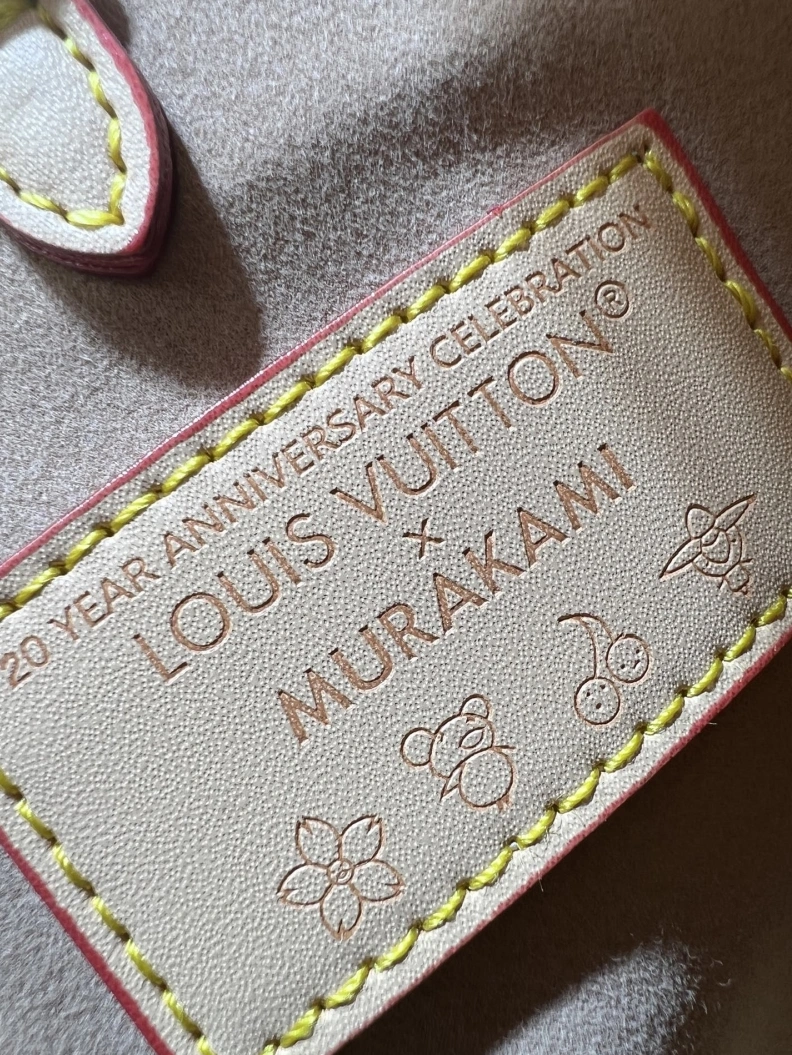 20 YEAR ANNIVERSARY CELEBRATION
LOUIS VUITTON®
X
MURAKAMI